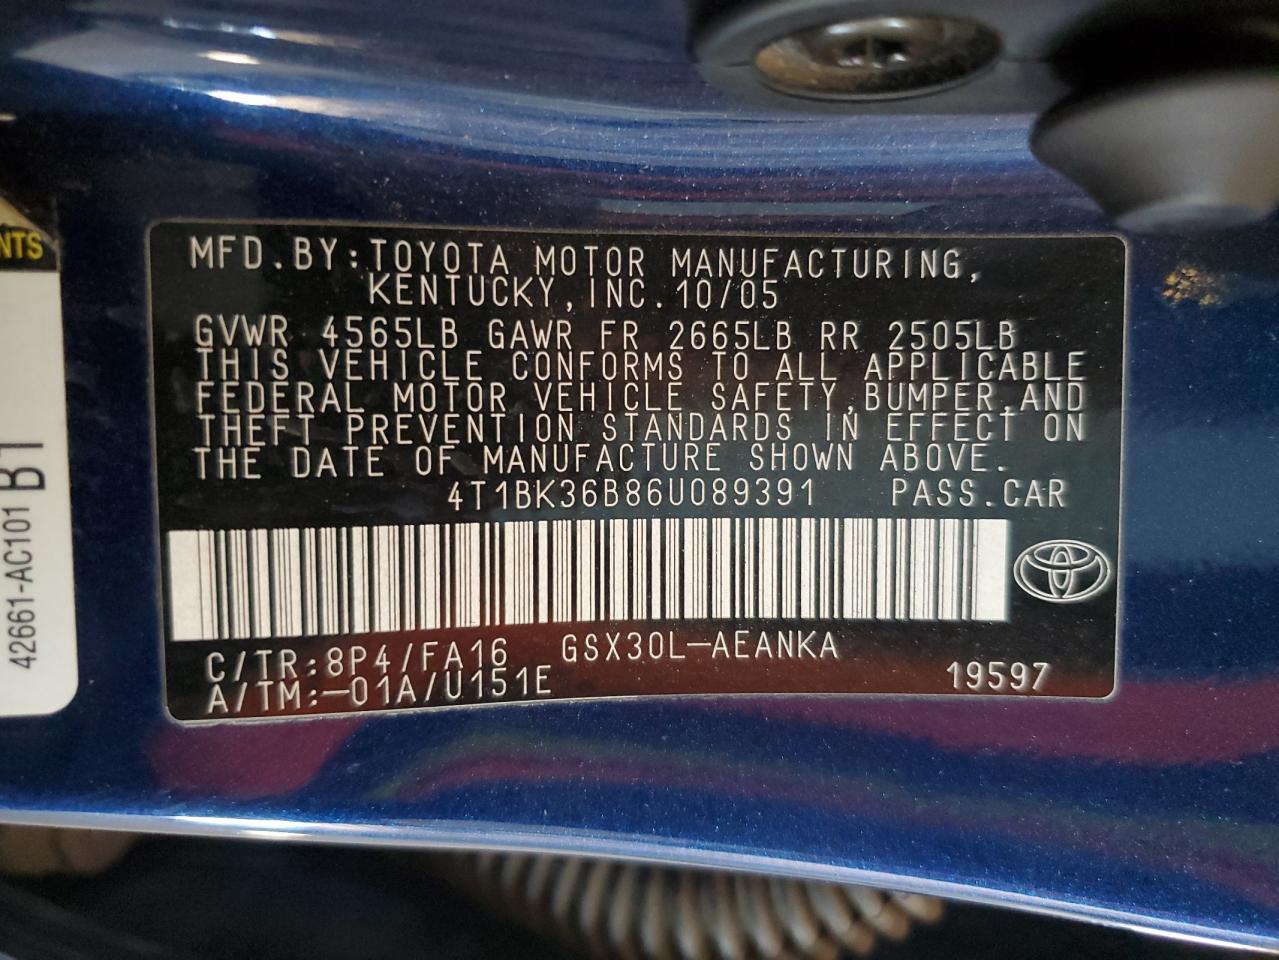 MFD.BY:TOYOTA MOTOR MANUFACTURING,
KENTUCKY,INC.10/05
GVWR 4565LB GAWR FR 2665LB RR 2505LB
THIS VEHICLE CONFORMS TO ALL APPLICABLE
FEDERAL MOTOR VEHICLE SAFETY,BUMPER,AND
THEFT PREVENTION STANDARDS IN EFFECT ON
THE DATE OF MANUFACTURE SHOWN ABOVE.
4T1BK36B86U089391 PASS.CAR
C/TR:8P4/FA16 GSX30L-AEANKA
A/TM:-01A/U151E 19597
NTS
42661-AC101 B1